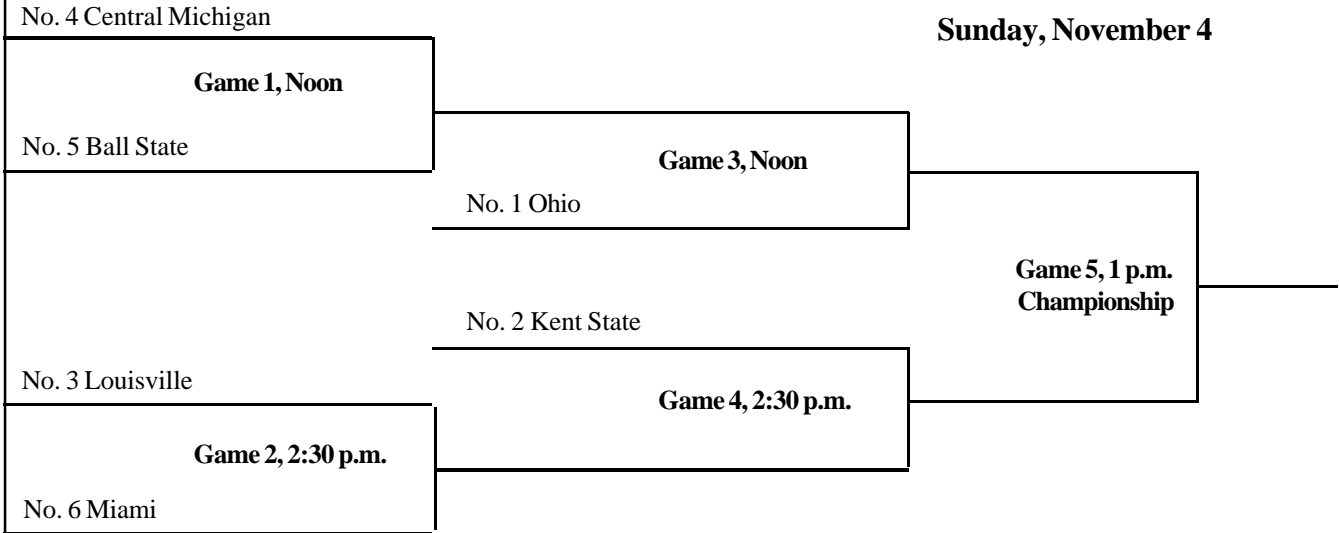 No. 4 Central Michigan
Sunday, November 4
Game 1, Noon
No. 5 Ball State
Game 3, Noon
No. 1 Ohio
Game 5, 1 p.m.
Championship
No. 2 Kent State
No. 3 Louisville
Game 4, 2:30 p.m.
Game 2, 2:30 p.m.
No. 6 Miami